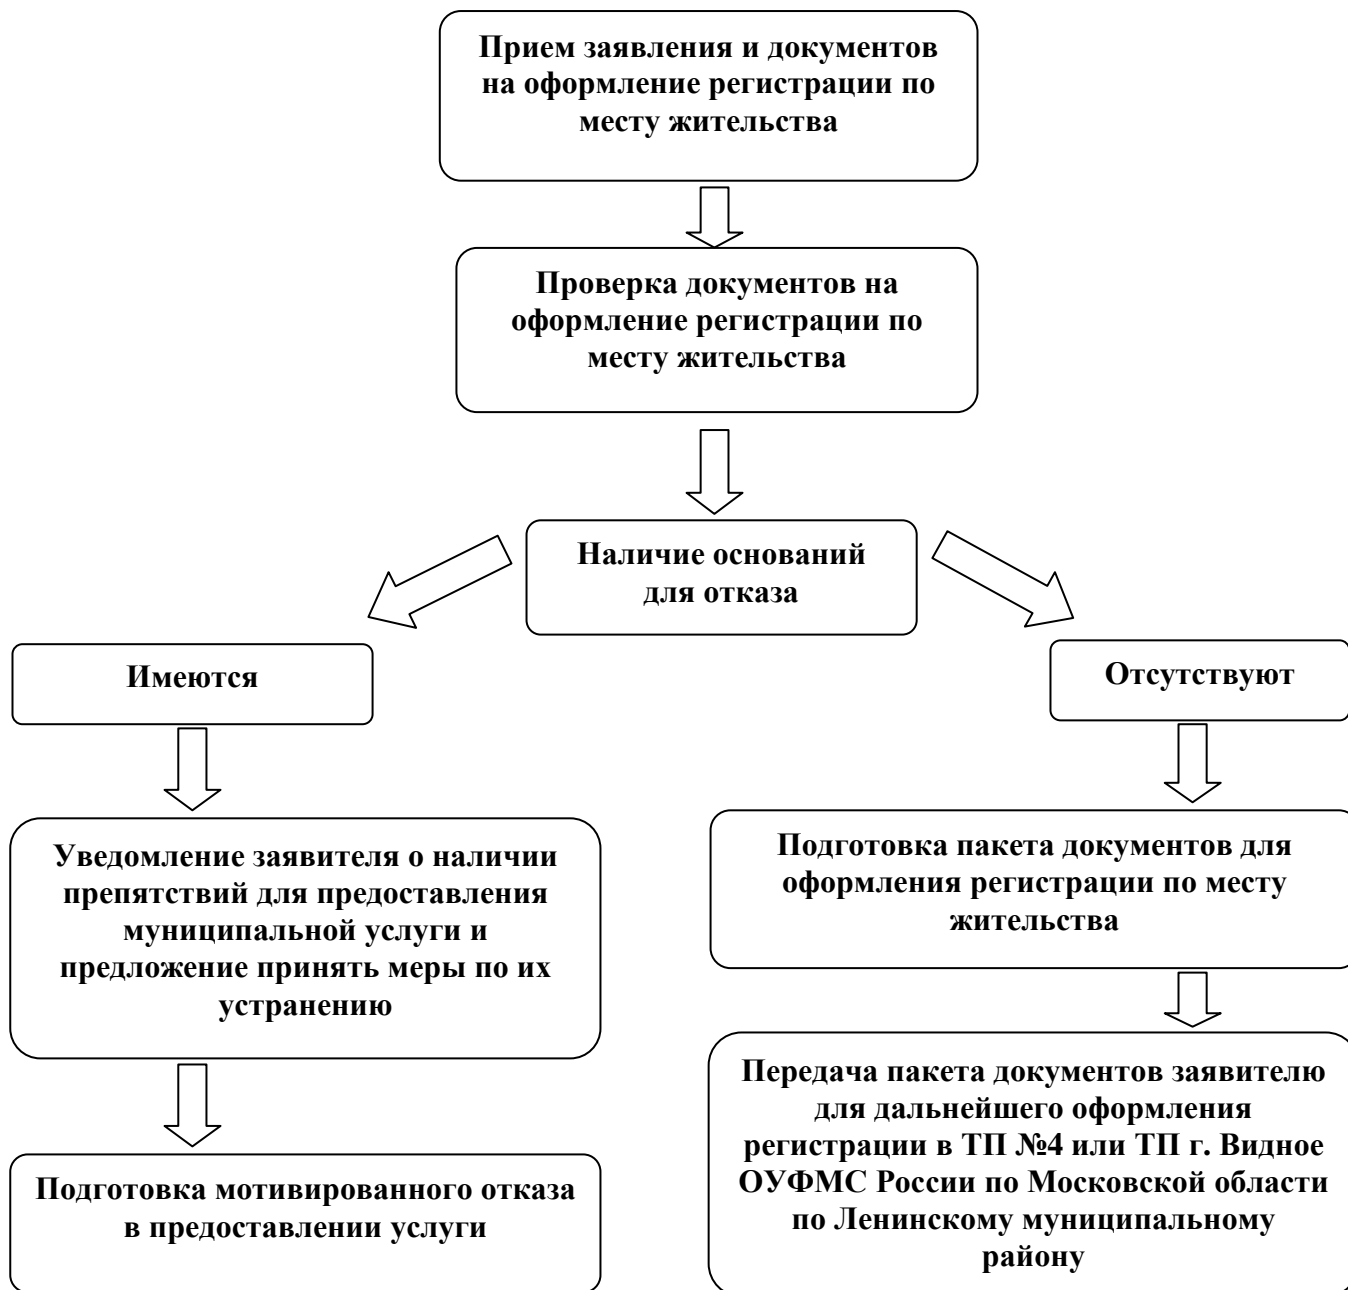 Прием заявления и документов
на оформление регистрации по
месту жительства
Проверка документов на
оформление регистрации по
месту жительства
Наличие оснований
для отказа
Имеются
Отсутствуют
Уведомление заявителя о наличии
препятствий для предоставления
муниципальной услуги и
предложение принять меры по их
устранению
Подготовка мотивированного отказа
в предоставлении услуги
Подготовка пакета документов для
оформления регистрации по месту
жительства
Передача пакета документов заявителю
для дальнейшего оформления
регистрации в ТП №4 или ТП г. Видное
ОУФМС России по Московской области
по Ленинскому муниципальному
району